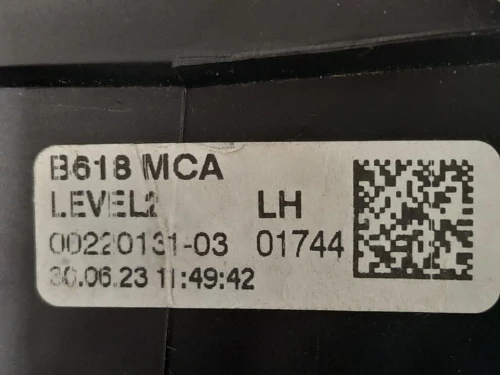 B618 MCA
LEVEL2 LH
00220131-03 01744
30.06.23 11:49:42